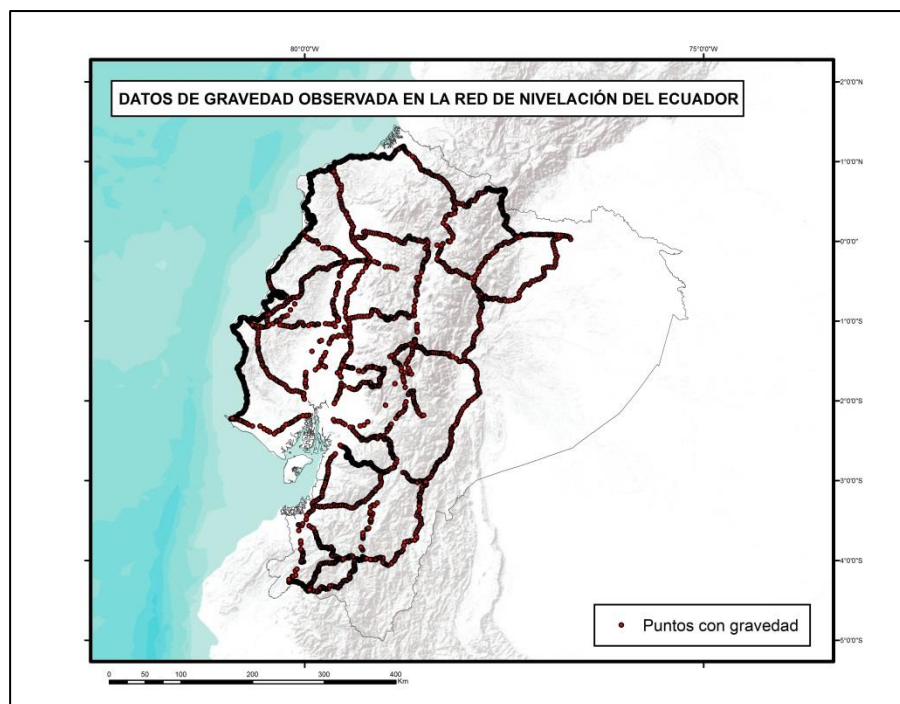 80°0'0"W
75°0'0"W
DATOS DE GRAVEDAD OBSERVADA EN LA RED DE NIVELACIÓN DEL ECUADOR
2°0'0"N
1°0'0"N
0°0'0"
1°0'0"S
2°0'0"S
3°0'0"S
4°0'0"S
5°0'0"S
Puntos con gravedad
0 50 100 200 300 400
Km